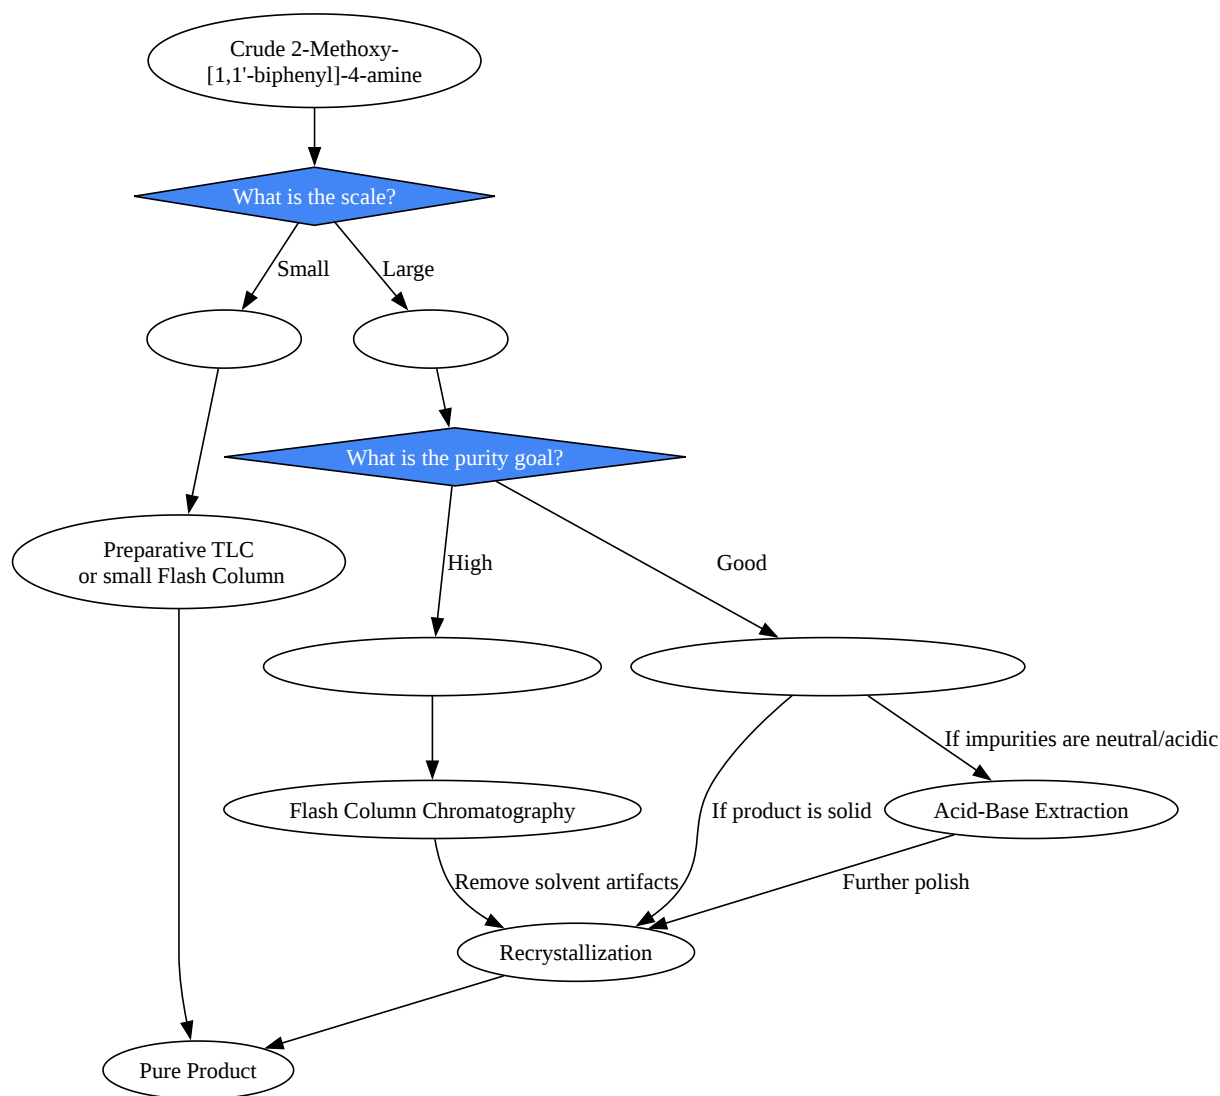 Crude 2-Methoxy-
[1,1'-biphenyl]-4-amine
What is the scale?
Small
Large
What is the purity goal?
Preparative TLC
or small Flash Column
High
Good
If impurities are neutral/acidic
Flash Column Chromatography
If product is solid
Acid-Base Extraction
Remove solvent artifacts
Further polish
Recrystallization
Pure Product